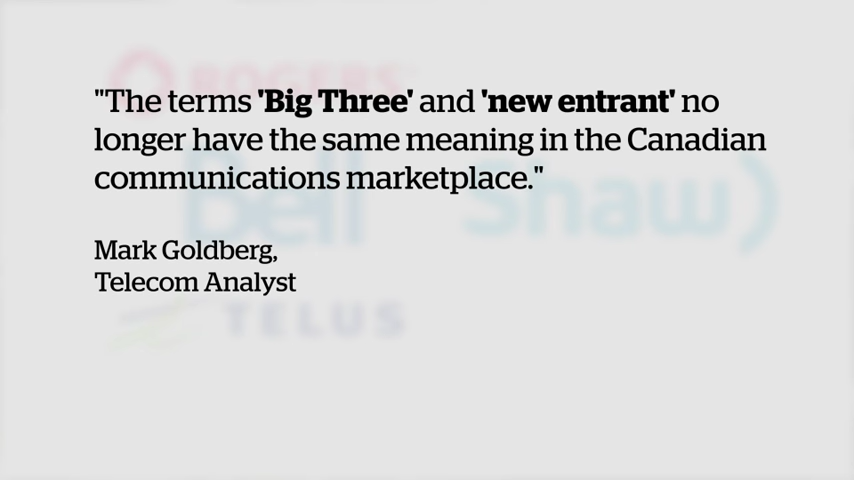 ROGERS
"The terms 'Big Three' and 'new entrant' no
longer have the same meaning in the Canadian
communications marketplace."
Bell
Shaw)
Mark Goldberg,
Telecom Analyst
TELUS